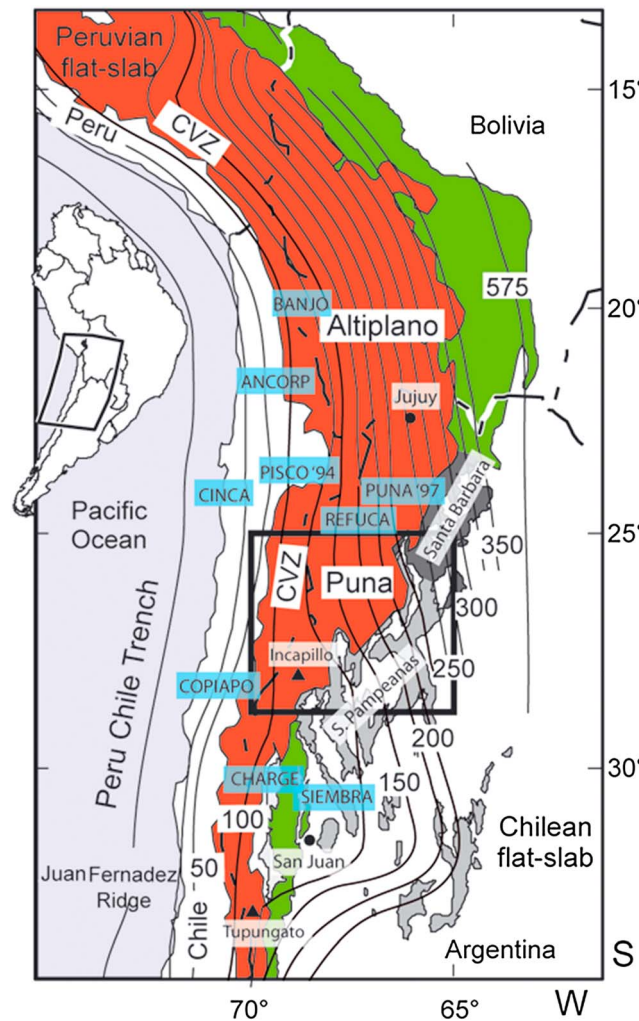 Peruvian
flat-slab
15°
Peru
CVZ
Bolivia
575
20°
BANJO
Altiplano
ANCORP
Jujuy
PISCO '94
CINCA
PUNA '97
REFUCA
Santa Barbara
Pacific
Ocean
25°
350
CVZ
Puna
300
Incapillo
250
COPIAPO
S. Pampeanas
Peru Chile Trench
200
30°
CHARGE
SIEMBRA
150
100
Chilean
flat-slab
San Juan
50
Juan Fernadez
Ridge
Chile
Tupungato
Argentina
S
70°
65°
W